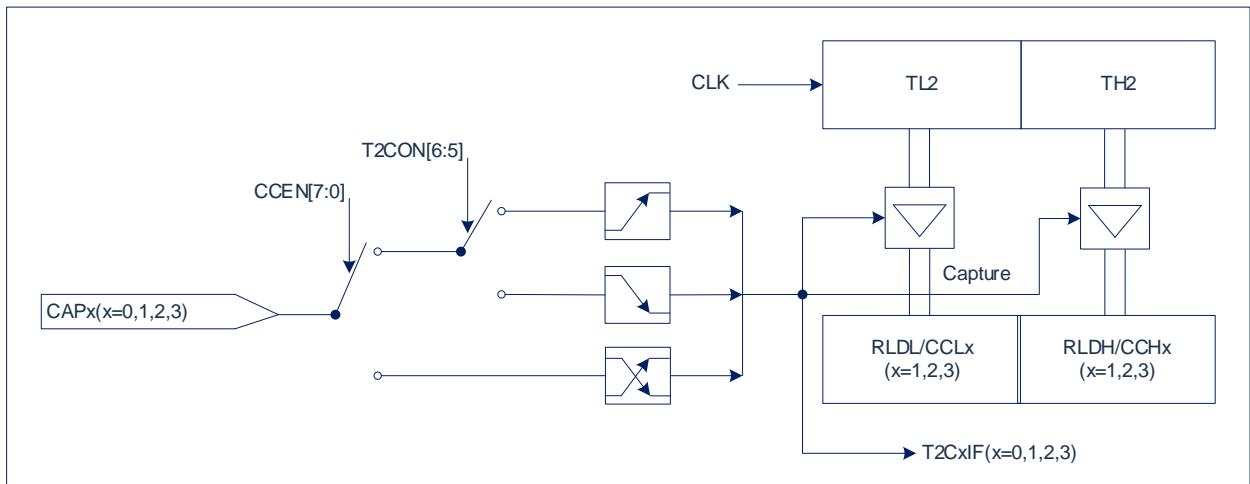 CLK
TL2
TH2
T2CON[6:5]
CCEN[7:0]
Capture
CAPx(x=0,1,2,3)
RLDL/CCLx
(x=1,2,3)
RLDH/CCHx
(x=1,2,3)
T2CxIF(x=0,1,2,3)